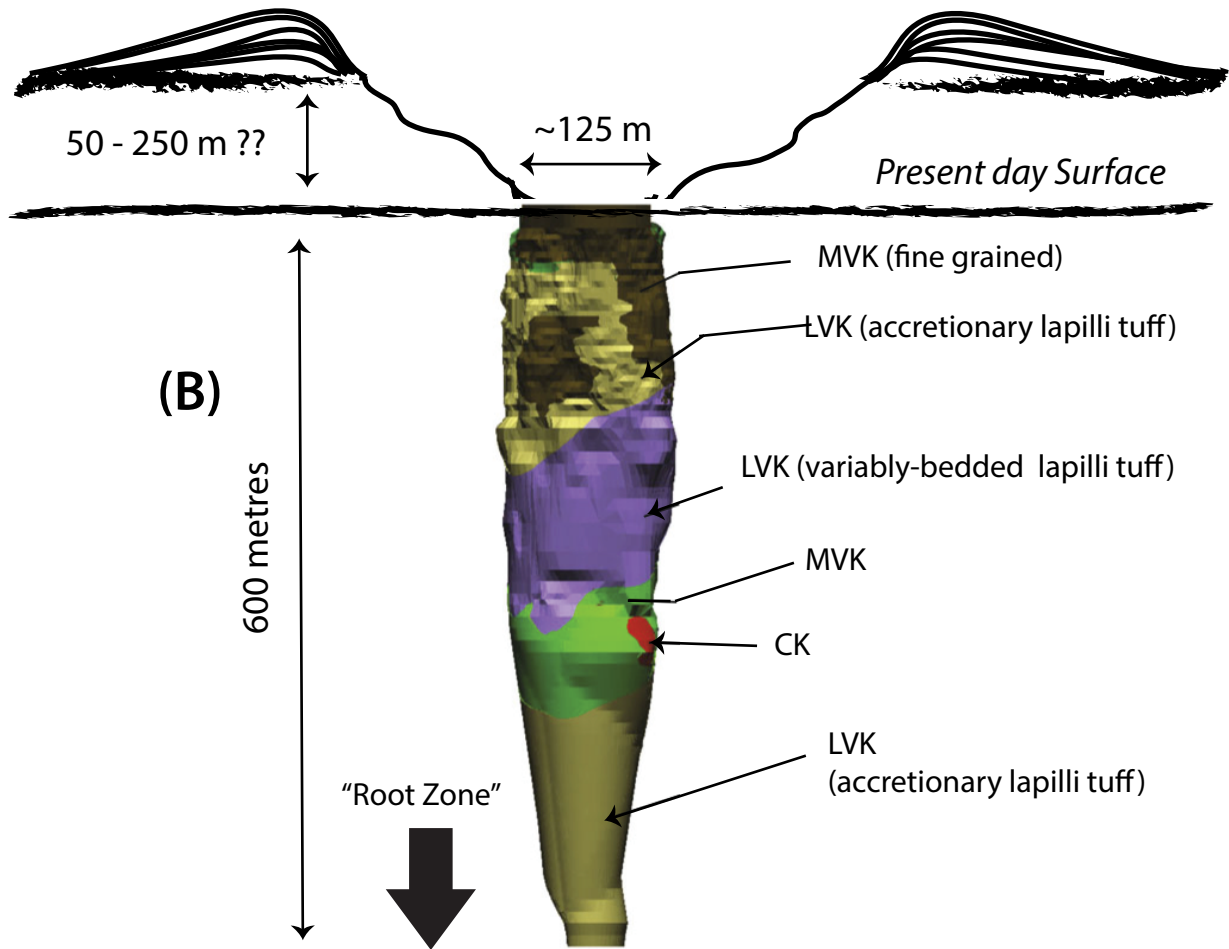 50 - 250 m ??
~125 m
Present day Surface
MVK (fine grained)
LVK (accretionary lapilli tuff)
(B)
LVK (variably-bedded lapilli tuff)
600 metres
MVK
CK
LVK
(accretionary lapilli tuff)
“Root Zone”